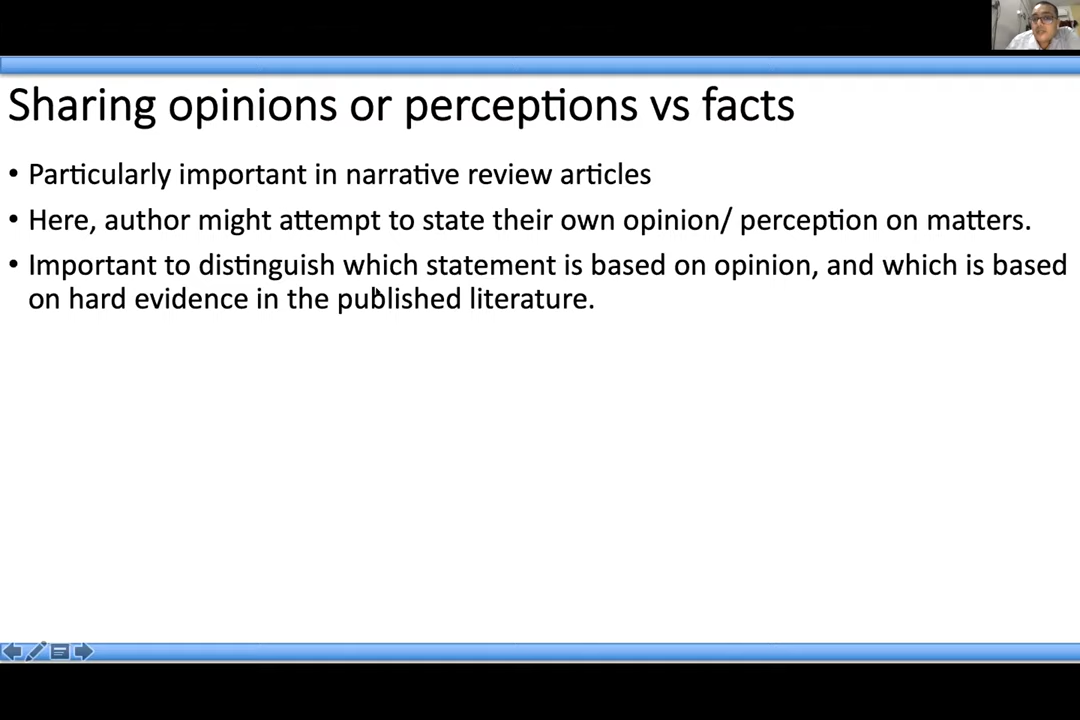 Sharing opinions or perceptions vs facts
• Particularly important in narrative review articles
• Here, author might attempt to state their own opinion/ perception on matters.
• Important to distinguish which statement is based on opinion, and which is based
on hard evidence in the published literature.